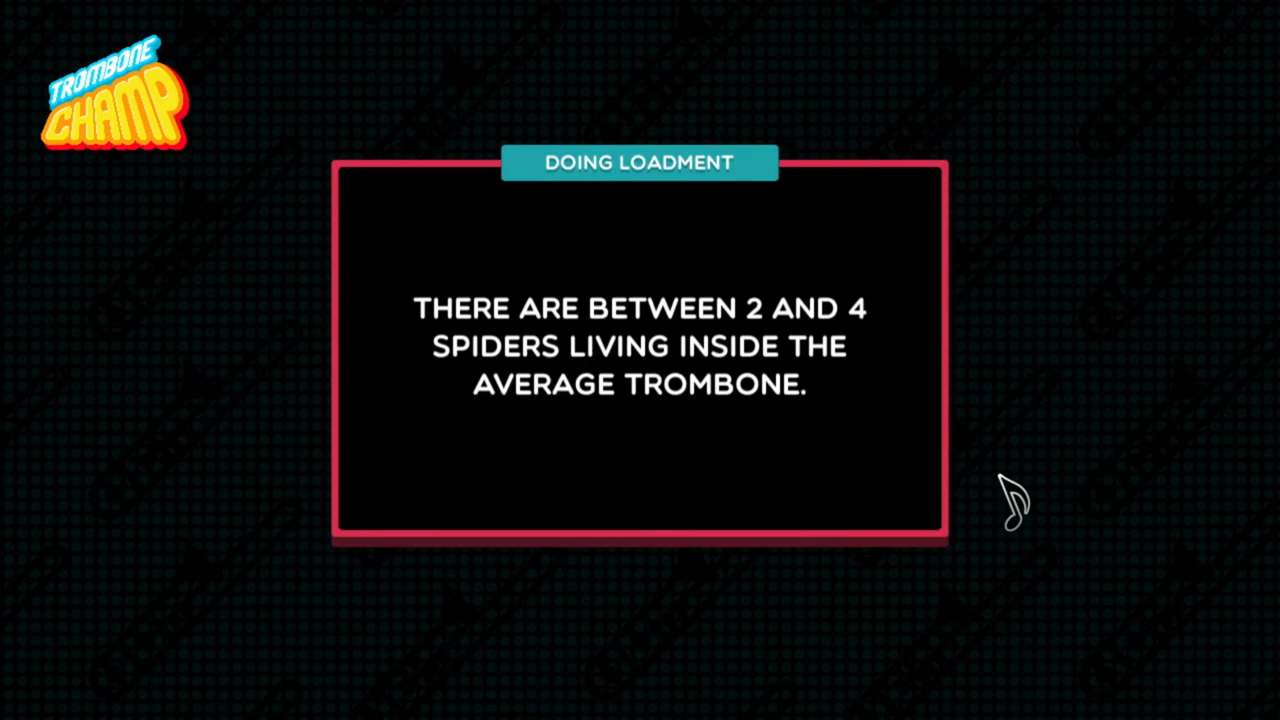 TROMBONE
CHAMP
DOING LOADMENT
THERE ARE BETWEEN 2 AND 4
SPIDERS LIVING INSIDE THE
AVERAGE TROMBONE.